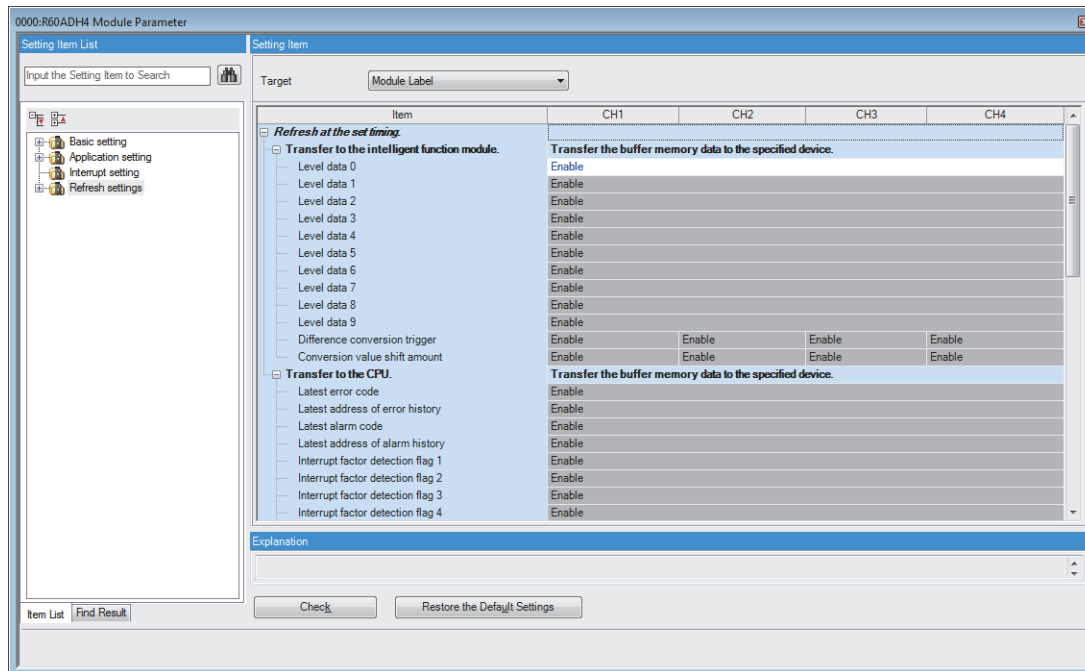 0000:R60ADH4 Module Parameter
Setting Item List
Setting Item
Input the Setting Item to Search
Target
Module Label
Basic setting
Application setting
Interrupt setting
Refresh settings
Item CH1 CH2 CH3 CH4
Refresh at the set timing.
Transfer to the intelligent function module. Transfer the buffer memory data to the specified device.
Level data 0 Enable
Level data 1 Enable
Level data 2 Enable
Level data 3 Enable
Level data 4 Enable
Level data 5 Enable
Level data 6 Enable
Level data 7 Enable
Level data 8 Enable
Level data 9 Enable
Difference conversion trigger Enable Enable Enable Enable
Conversion value shift amount Enable Enable Enable Enable
Transfer to the CPU. Transfer the buffer memory data to the specified device.
Latest error code Enable
Latest address of error history Enable
Latest alarm code Enable
Latest address of alarm history Enable
Interrupt factor detection flag 1 Enable
Interrupt factor detection flag 2 Enable
Interrupt factor detection flag 3 Enable
Interrupt factor detection flag 4 Enable
Explanation
Item List Find Result
Check Restore the Default Settings